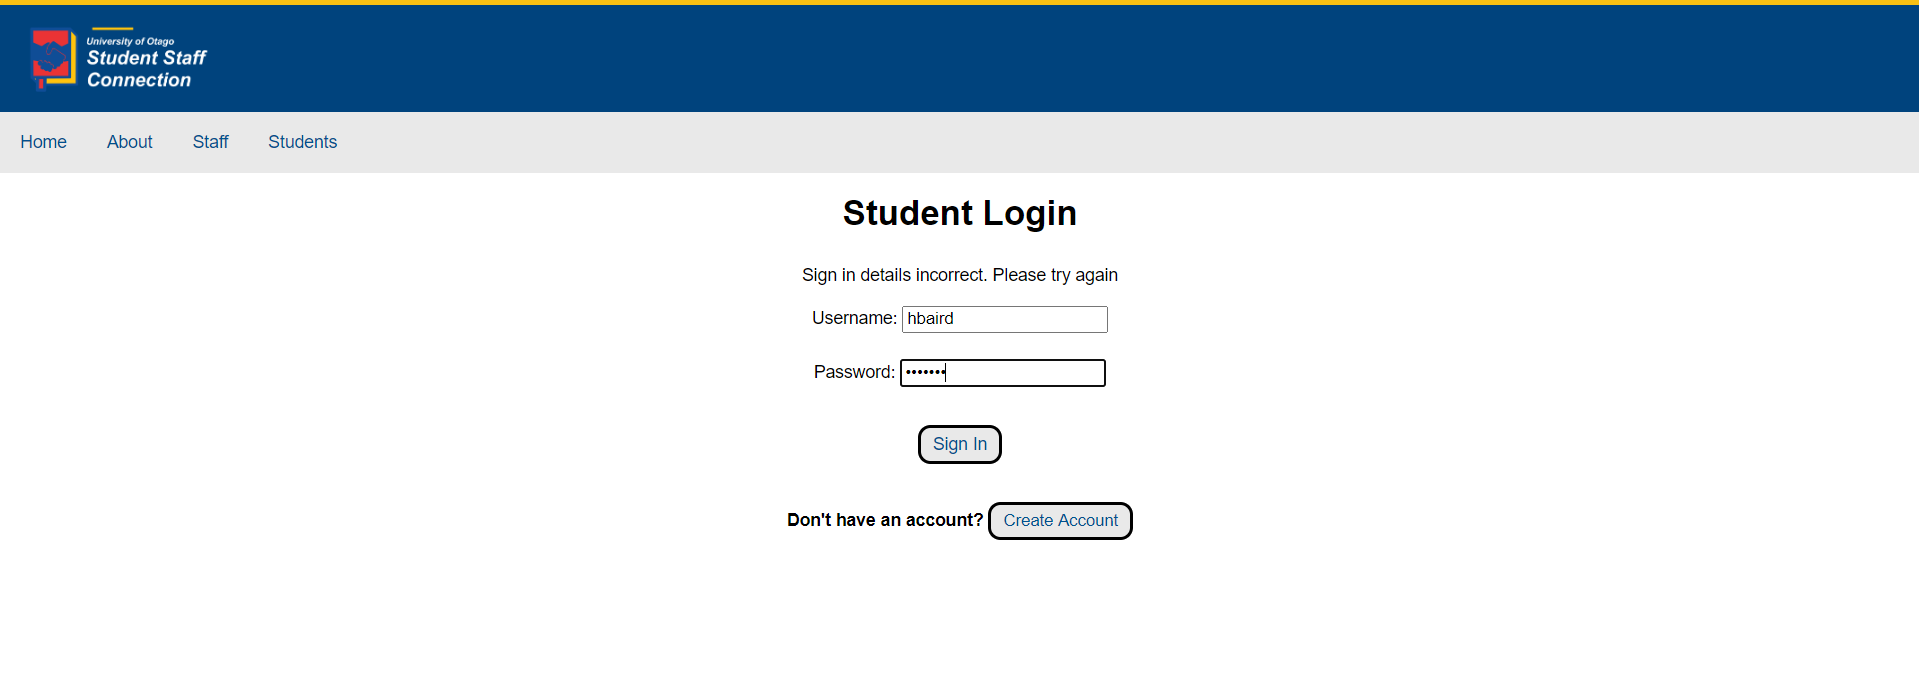 University of Otago
Student Staff
Connection
Home About Staff Students
Student Login
Sign in details incorrect. Please try again
Username: hbaird
Password: •••••••
Sign In
Don't have an account? Create Account